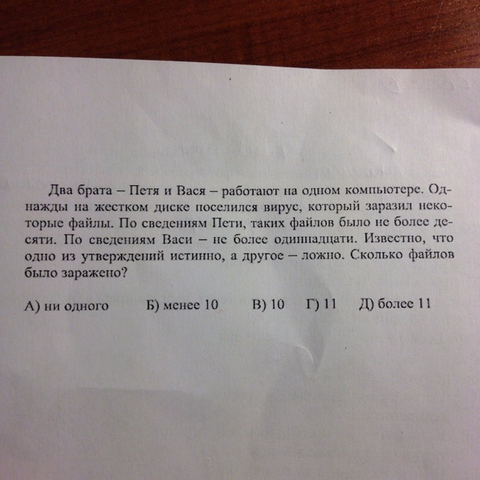 Два брата – Петя и Вася – работают на одном компьютере. Од-
нажды на жестком диске поселился вирус, который заразил неко-
торые файлы. По сведениям Пети, таких файлов было не более де-
сяти. По сведениям Васи – не более одиннадцати. Известно, что
одно из утверждений истинно, а другое – ложно. Сколько файлов
было заражено?
А) ни одного Б) менее 10 В) 10 Г) 11 Д) более 11